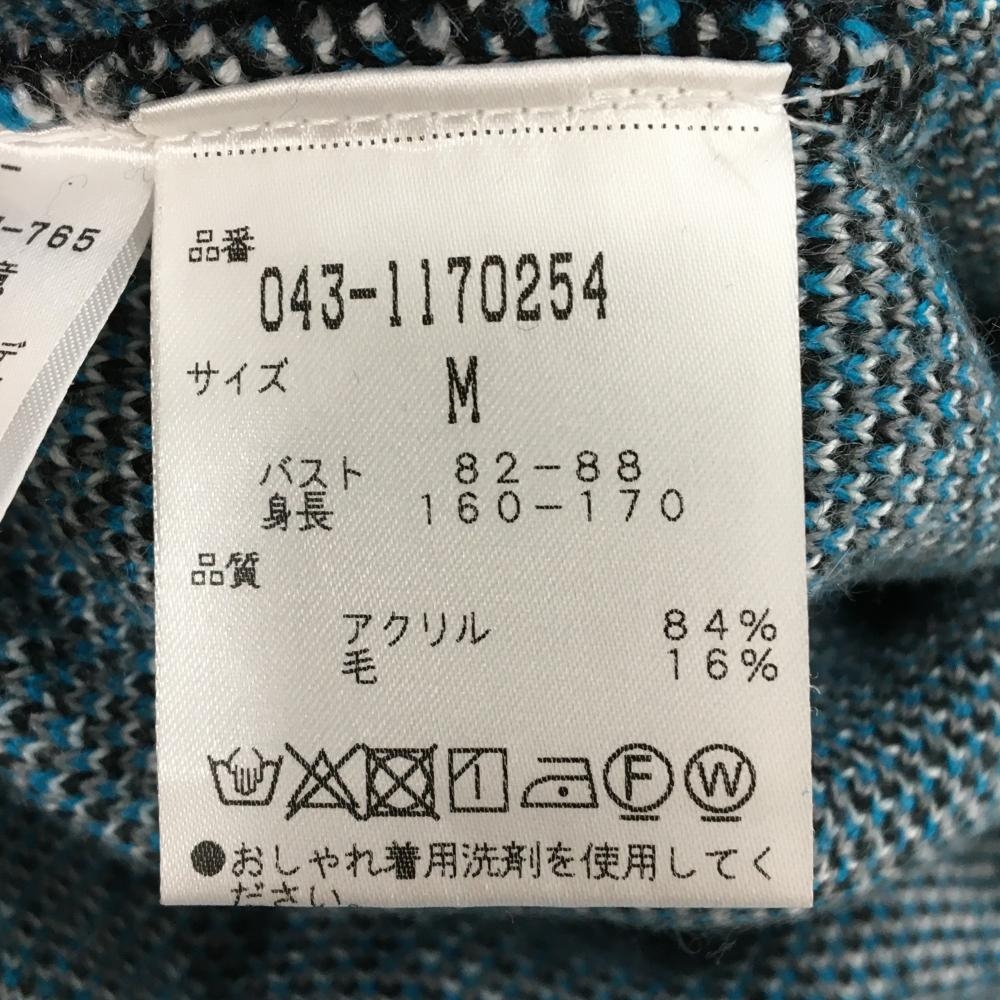 -765
品番
043-1170254
サイズ
M
バスト 82-88
身長 160-170
品質
アクリル 84%
毛 16%
F W
●おしゃれ着用洗剤を使用してく
ださい。